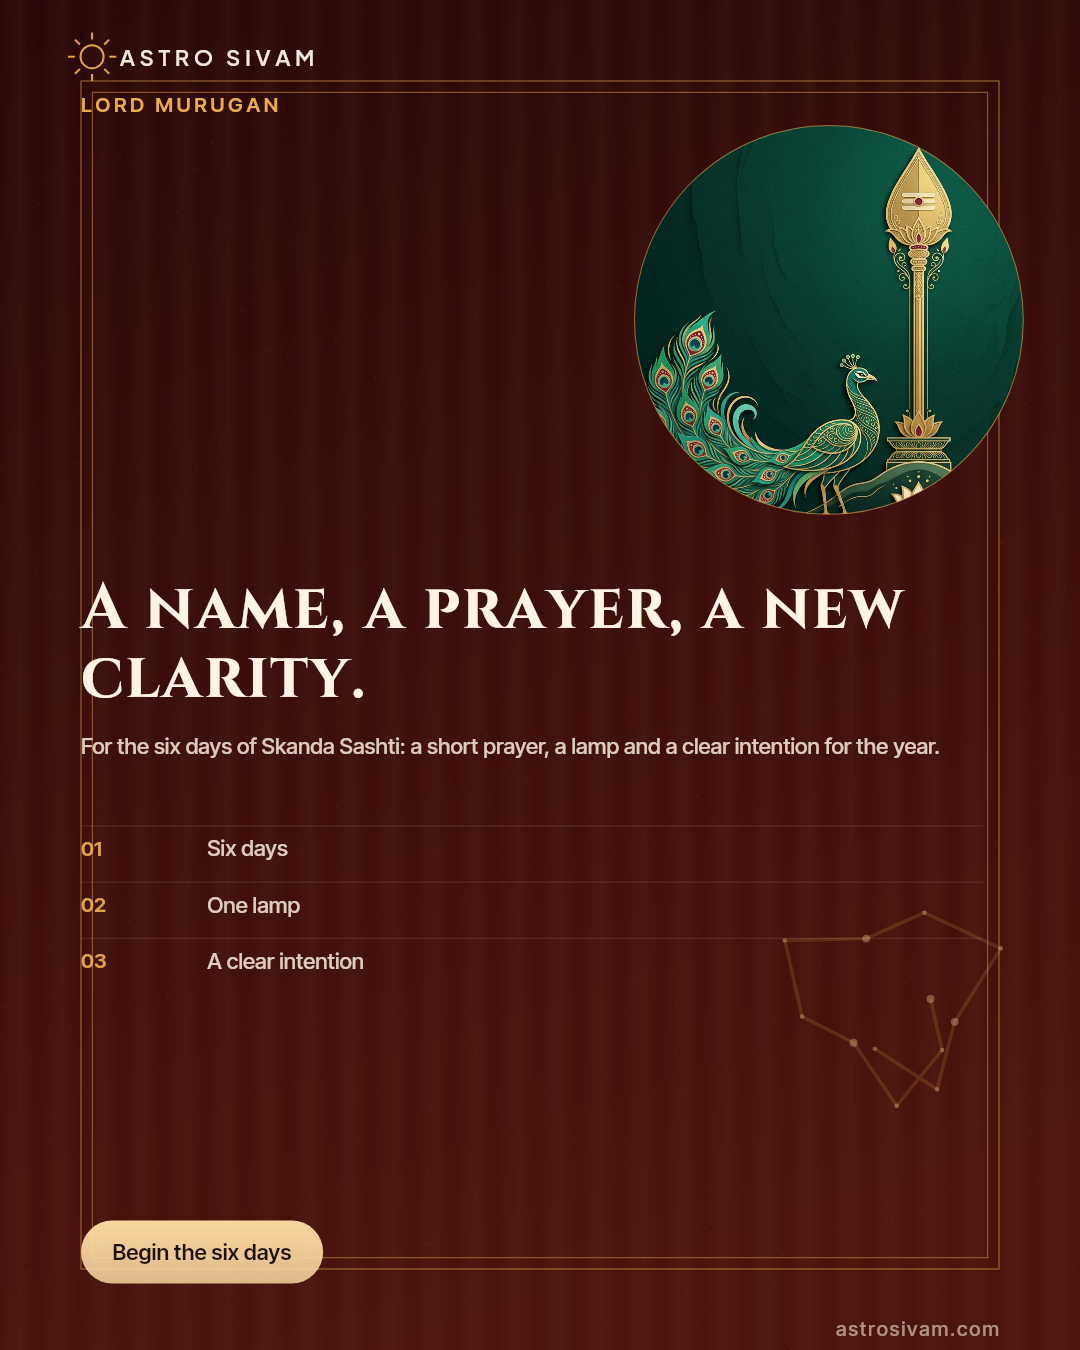 ASTRO SIVAM
LORD MURUGAN
A NAME, A PRAYER, A NEW
CLARITY.
For the six days of Skanda Sashti: a short prayer, a lamp and a clear intention for the year.
01 Six days
02 One lamp
03 A clear intention
Begin the six days
astrosivam.com